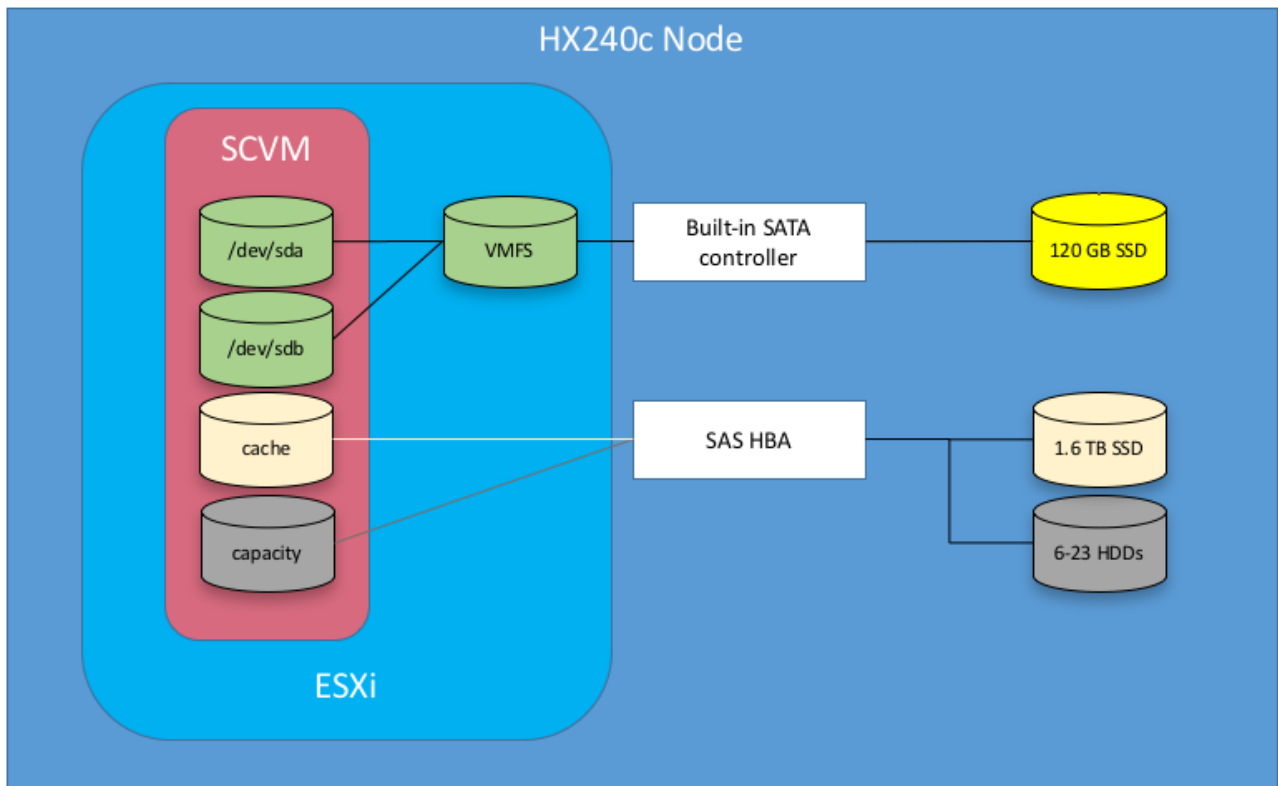 HX240c Node
SCVM
/dev/sda
VMFS
Built-in SATA
controller
120 GB SSD
/dev/sdb
cache
SAS HBA
1.6 TB SSD
capacity
6-23 HDDs
ESXi